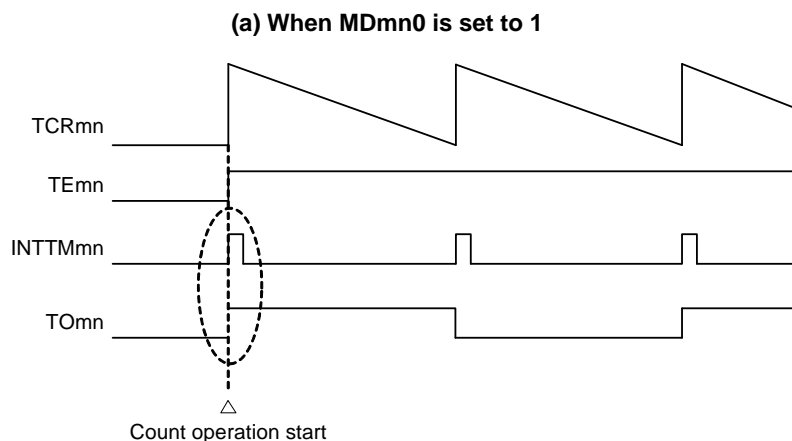 (a) When MDmn0 is set to 1
TCRmn
TEmn
INTTMmn
TOmn
Count operation start